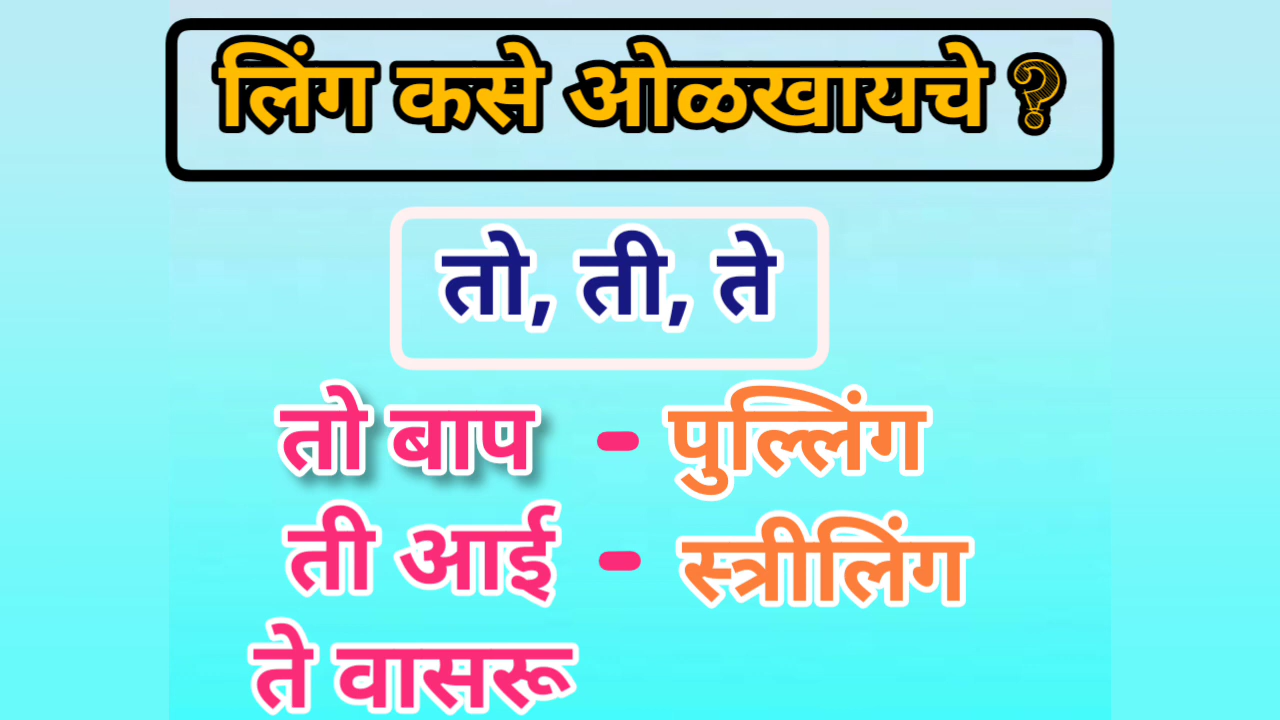 लिंग कसे ओळखायचे ?
तो, ती, ते
तो बाप - पुल्लिंग
ती आई - स्त्रीलिंग
ते वासरू